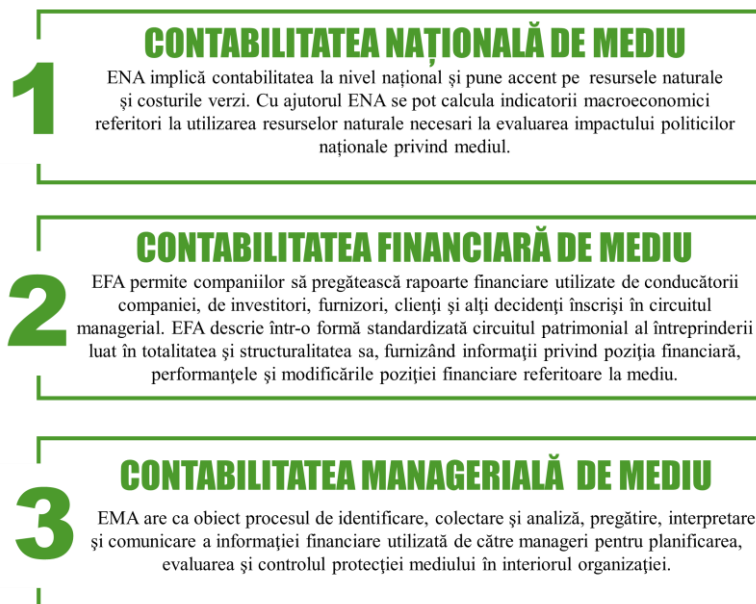 1
CONTABILITATEA NAȚIONALĂ DE MEDIU
ENA implică contabilitatea la nivel național și pune accent pe resursele naturale
și costurile verzi. Cu ajutorul ENA se pot calcula indicatorii macroeconomici
referitori la utilizarea resurselor naturale necesari la evaluarea impactului politicilor
naționale privind mediul.
2
CONTABILITATEA FINANCIARĂ DE MEDIU
EFA permite companiilor să pregătească rapoarte financiare utilizate de conducătorii
companiei, de investitori, furnizori, clienți și alți decidenți înscriși în circuitul
managerial. EFA descrie într-o formă standardizată circuitul patrimonial al întreprinderii
luat în totalitatea și structuralitatea sa, furnizând informații privind poziția financiară,
performanțele și modificările poziției financiare referitoare la mediu.
3
CONTABILITATEA MANAGERIALĂ DE MEDIU
EMA are ca obiect procesul de identificare, colectare și analiză, pregătire, interpretare
și comunicare a informației financiare utilizată de către manageri pentru planificarea,
evaluarea și controlul protecției mediului în interiorul organizației.